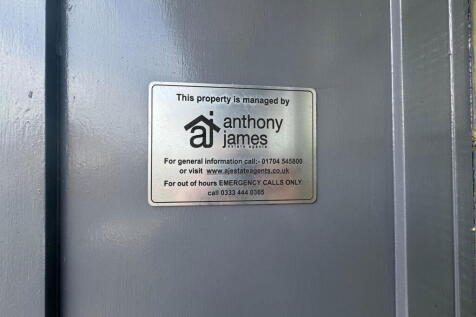 This property is managed by
aj anthony
james
estate agents
For general information call:- 01704 545800
or visit www.ajestateagents.co.uk
For out of hours EMERGENCY CALLS ONLY
call 0333 444 0365